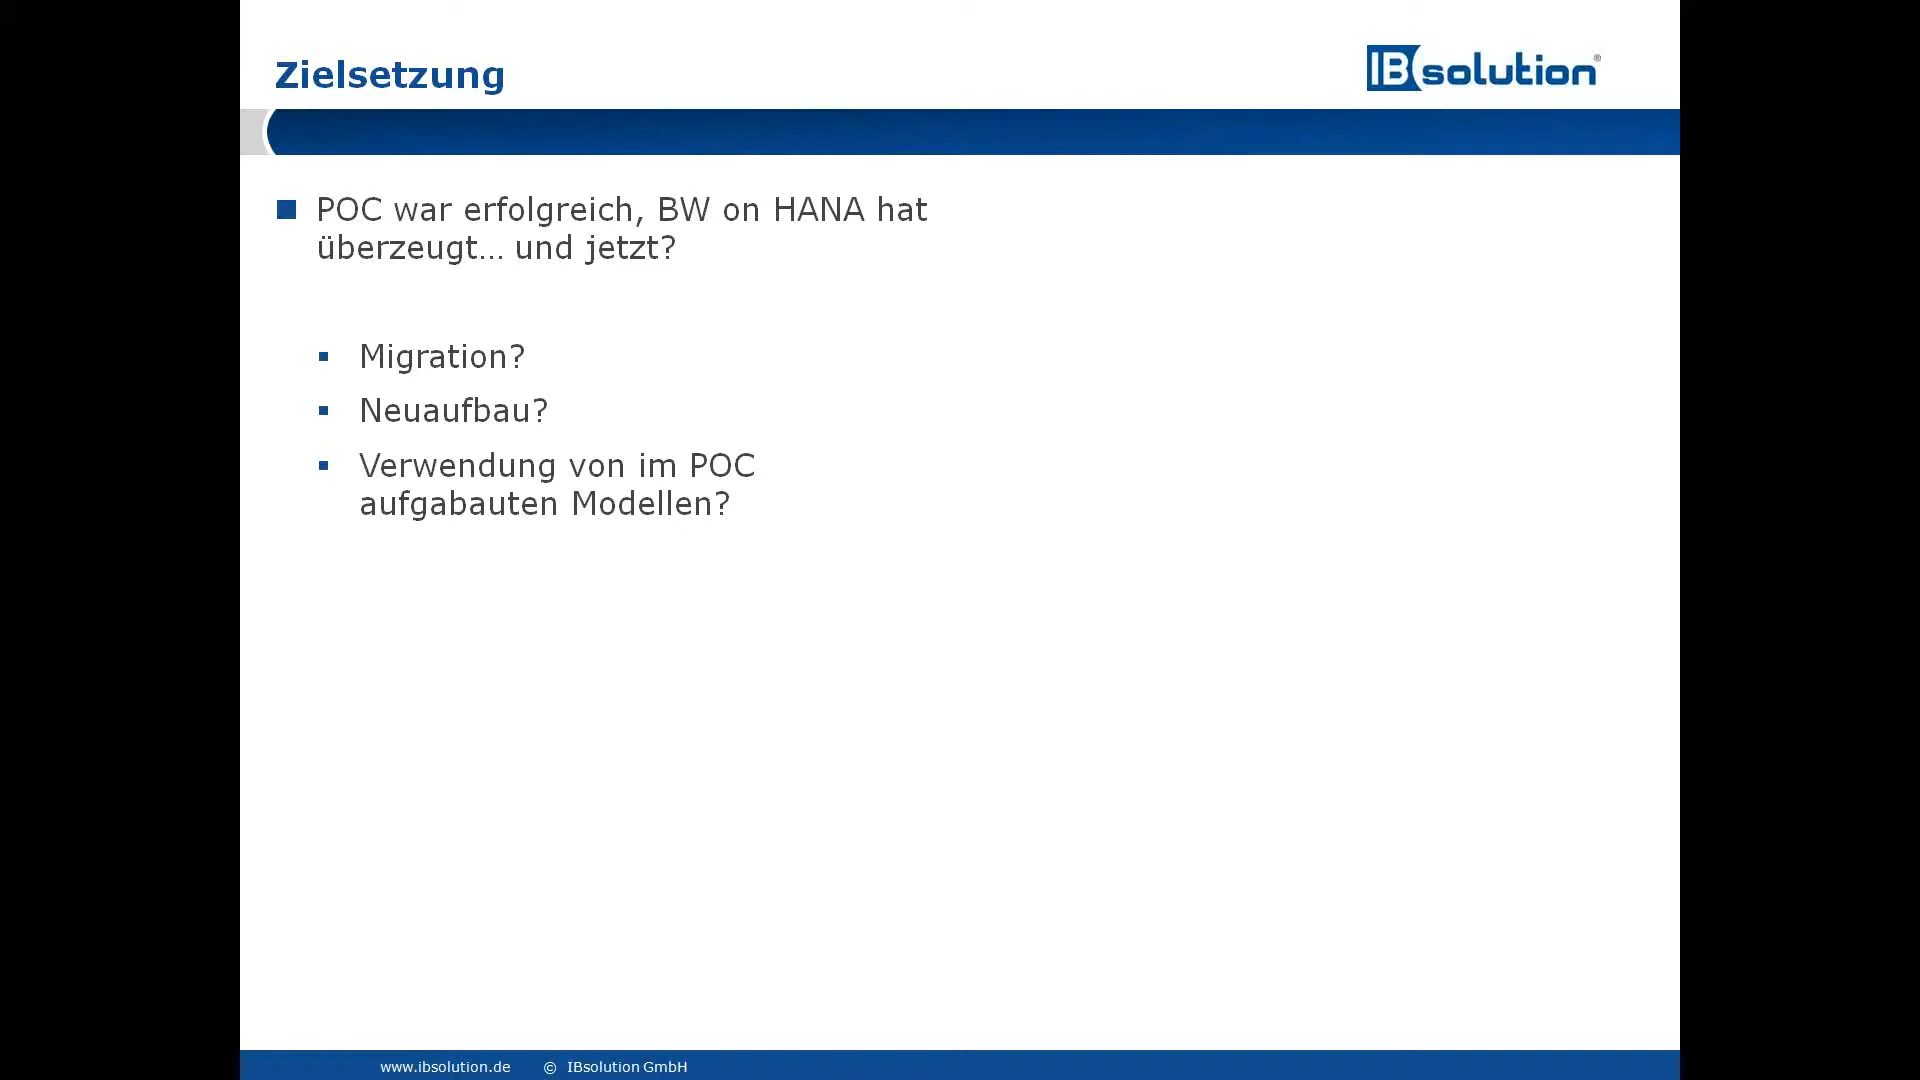 Zielsetzung
IBsolution®
POC war erfolgreich, BW on HANA hat
überzeugt... und jetzt?
Migration?
Neuaufbau?
Verwendung von im POC
aufgabauten Modellen?
www.ibsolution.de © IBsolution GmbH